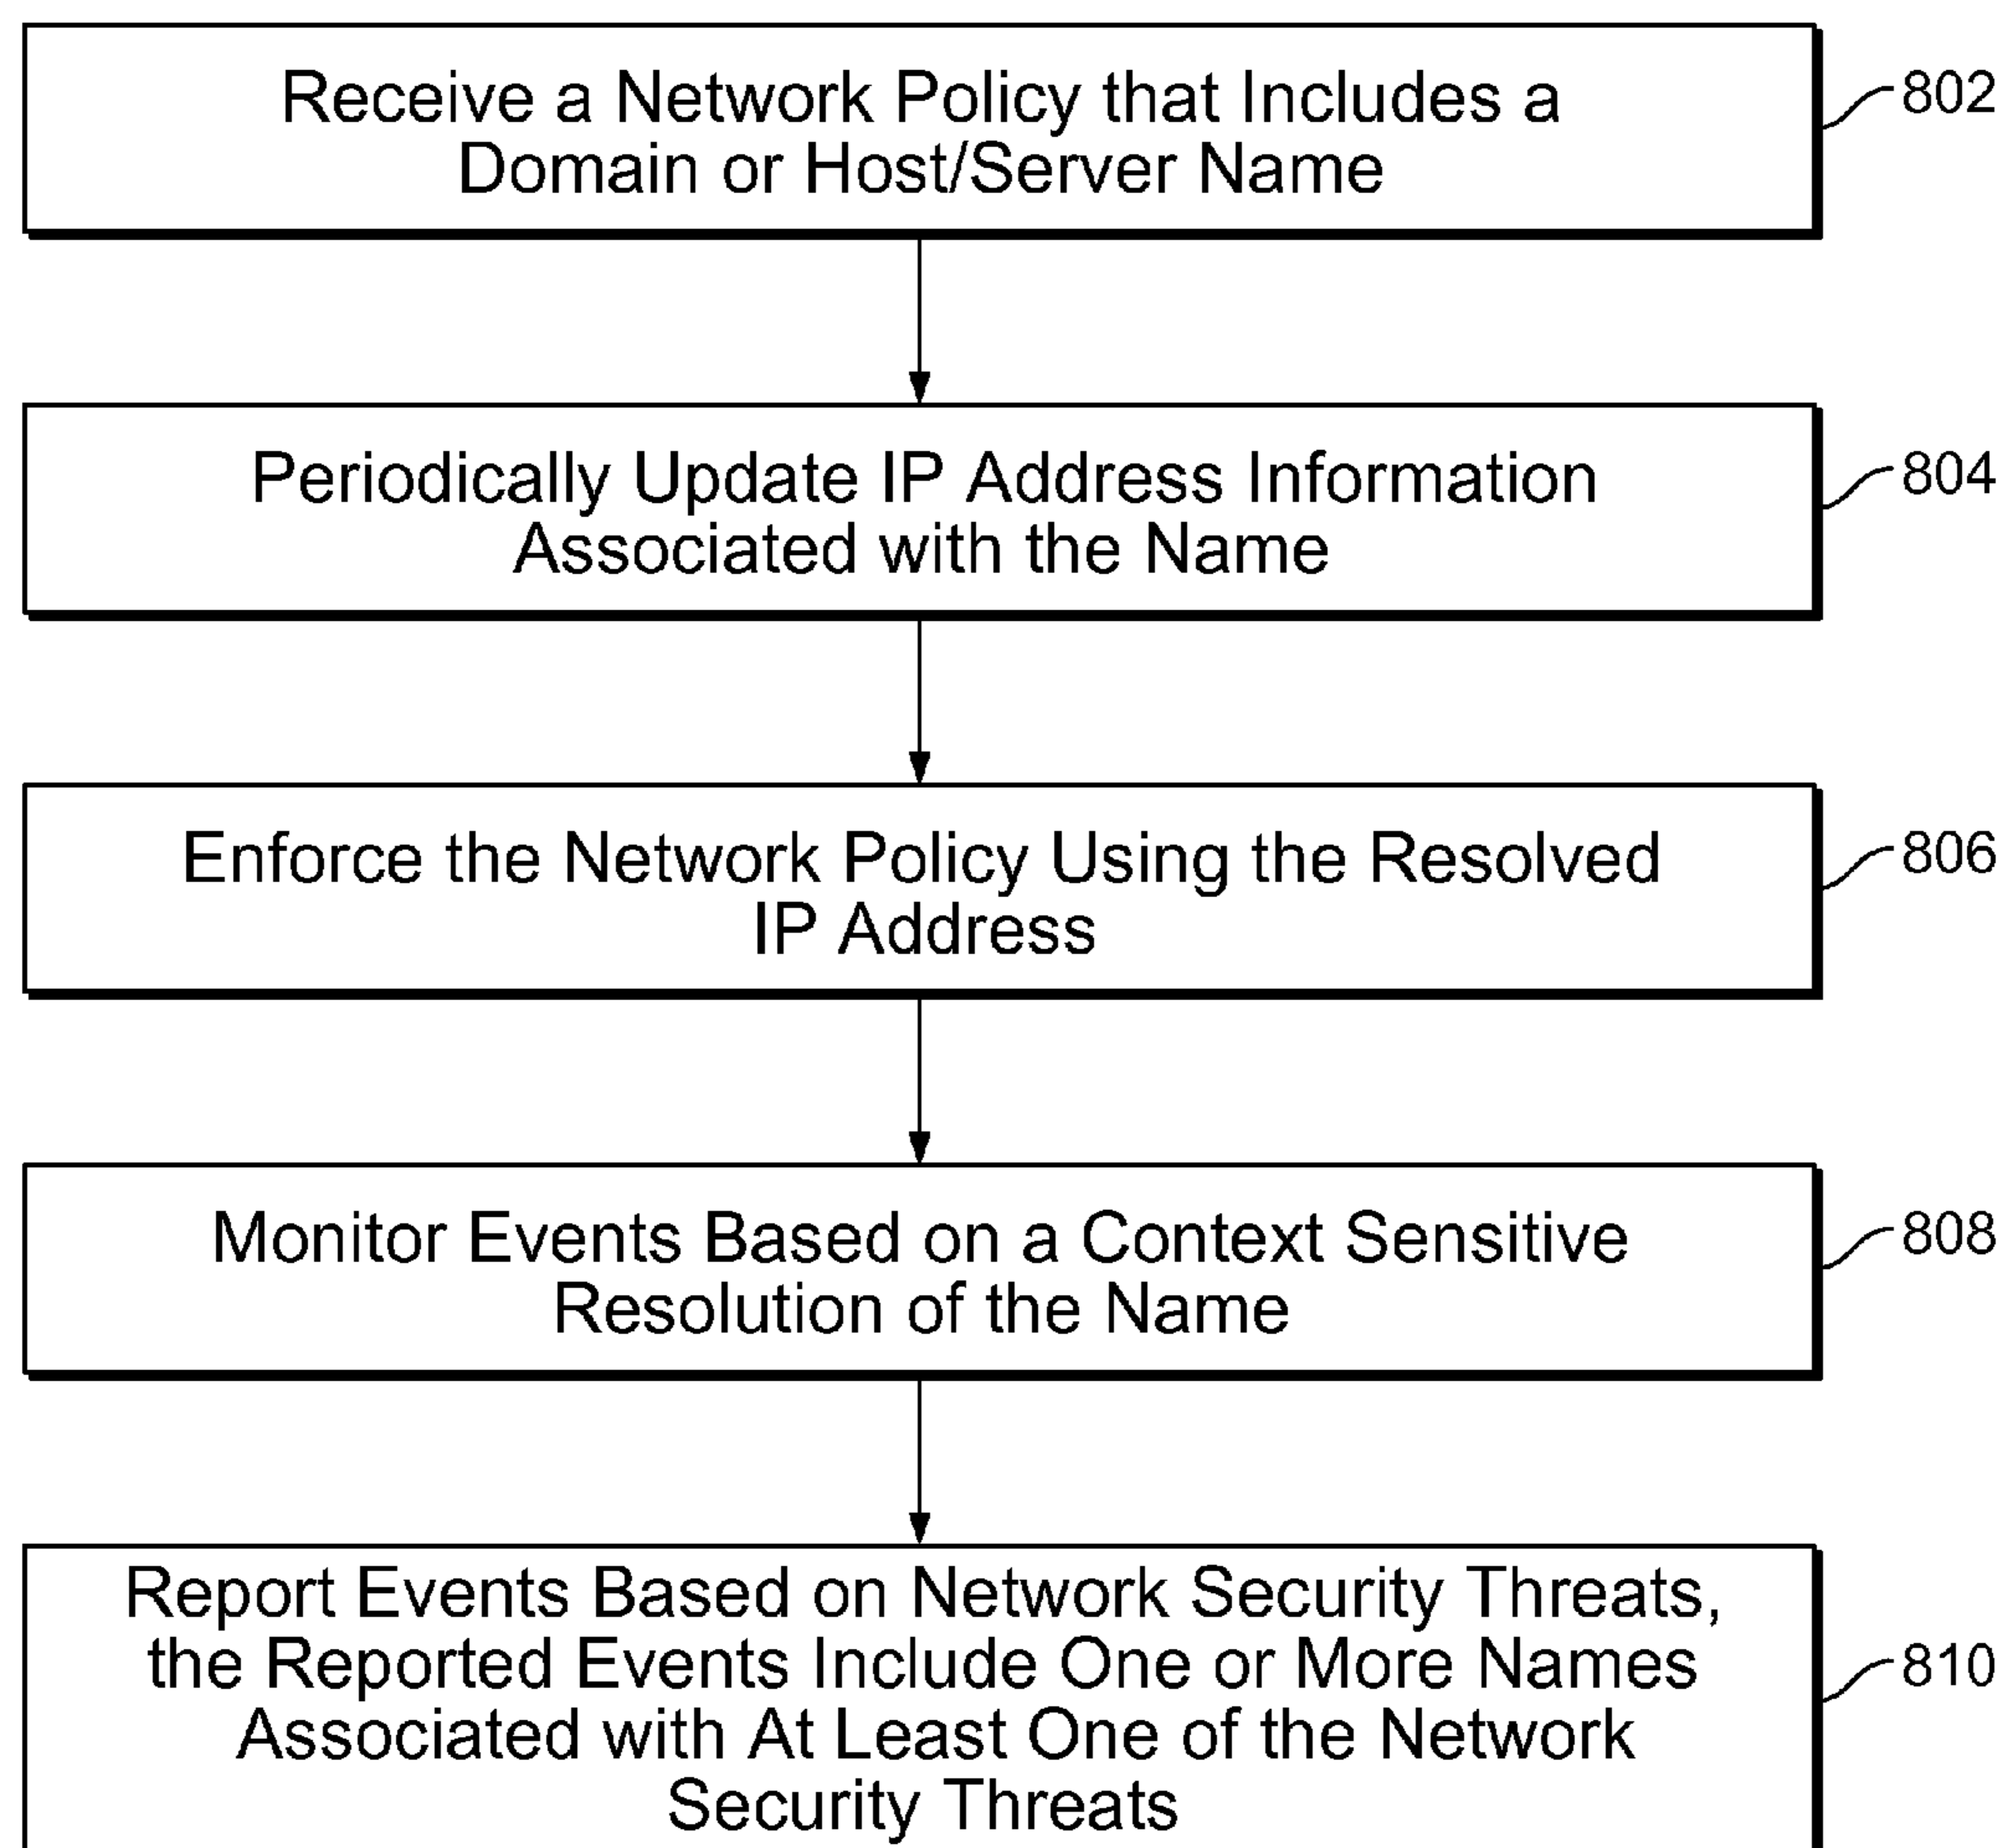 Receive a Network Policy that Includes a
Domain or Host/Server Name
802
Periodically Update IP Address Information
Associated with the Name
804
Enforce the Network Policy Using the Resolved
IP Address
806
Monitor Events Based on a Context Sensitive
Resolution of the Name
808
Report Events Based on Network Security Threats,
the Reported Events Include One or More Names
Associated with At Least One of the Network
Security Threats
810